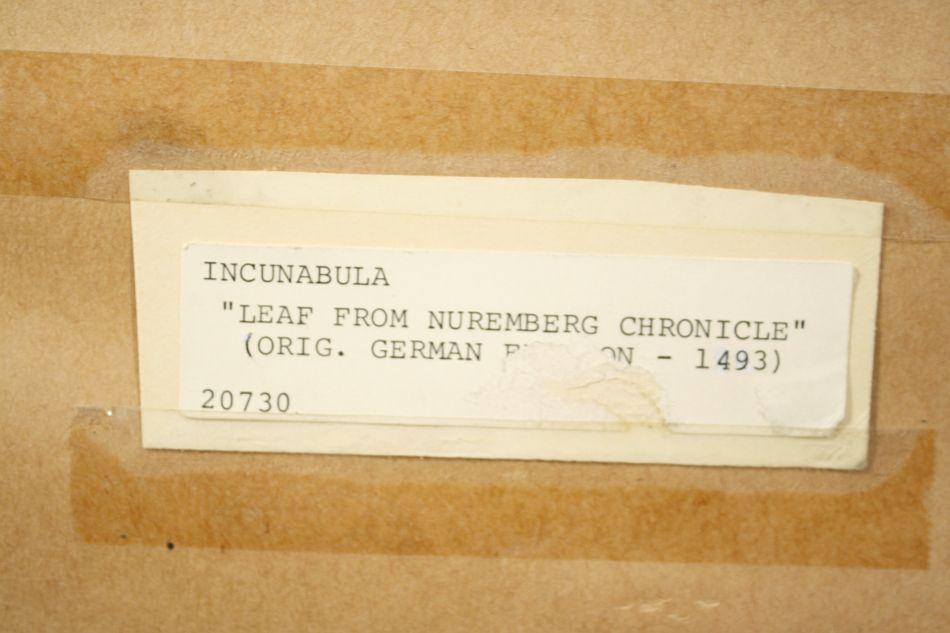 INCUNABULA
"LEAF FROM NUREMBERG CHRONICLE"
(ORIG. GERMAN - 1493)
20730